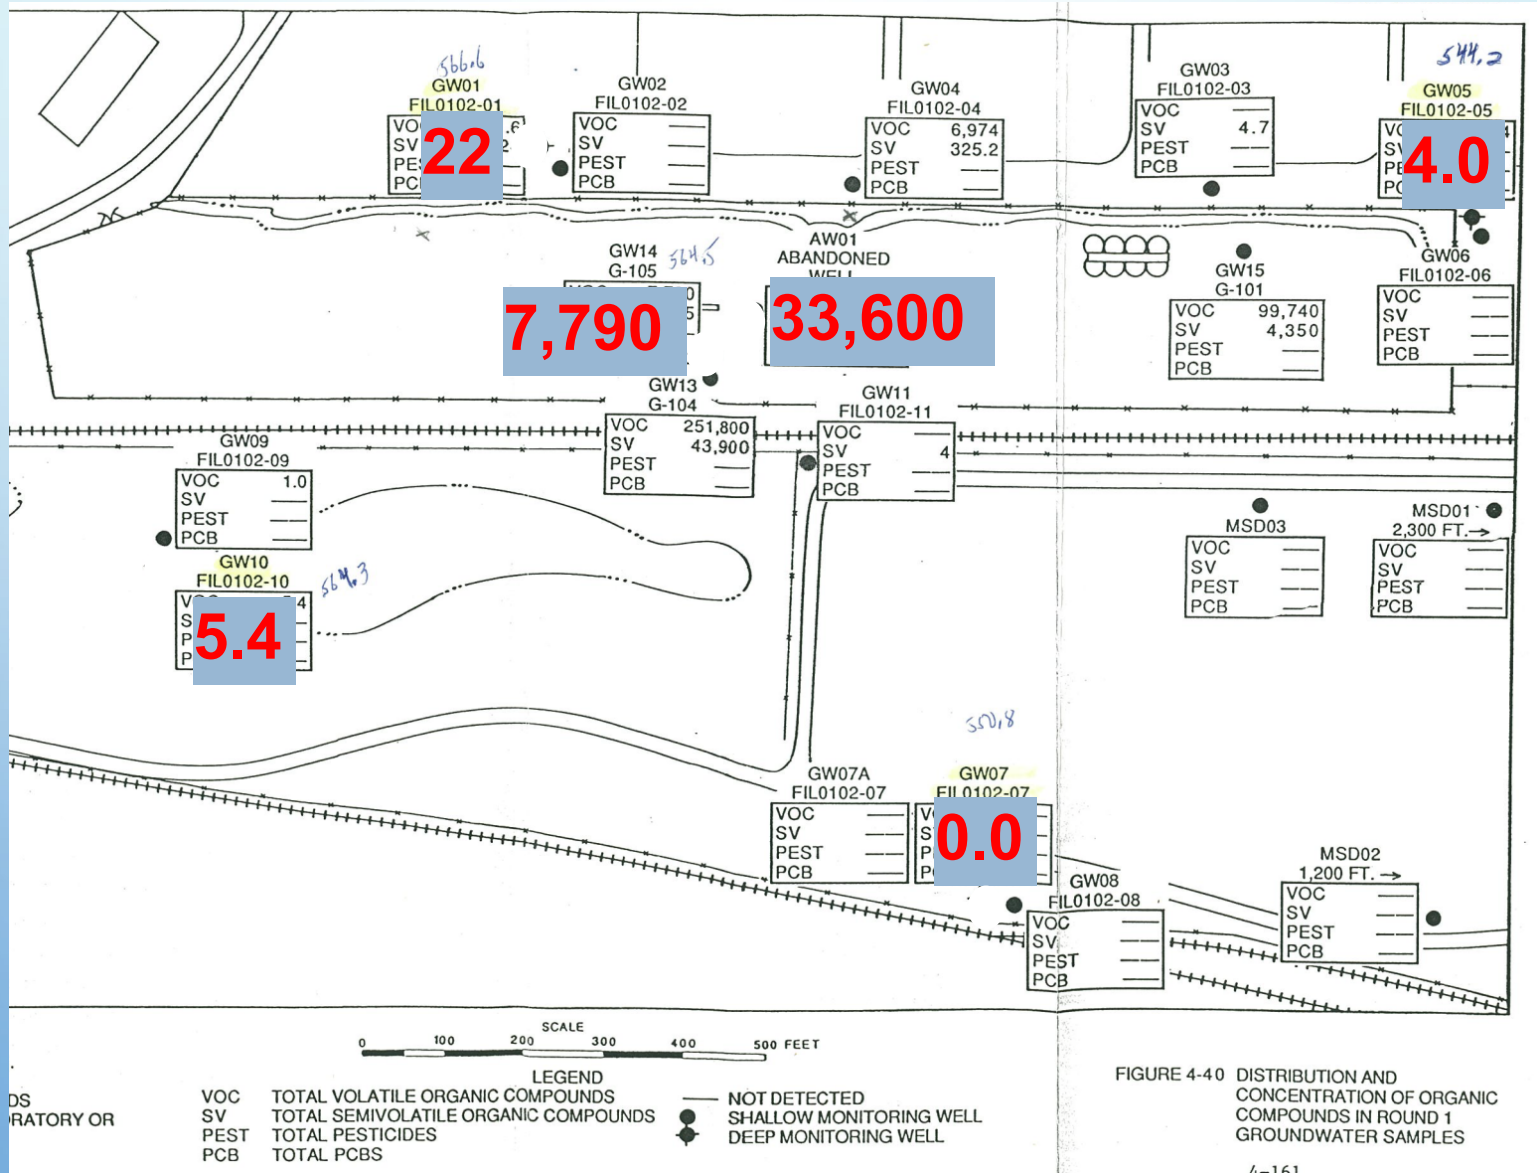 566.6
GW01
FIL0102-01
VOC .6
SV 2
PES
PCB
22
GW02
FIL0102-02
VOC
SV
PEST
PCB
GW04
FIL0102-04
VOC 6,974
SV 325.2
PEST
PCB
GW03
FIL0102-03
VOC
SV 4.7
PEST
PCB
544.2
GW05
FIL0102-05
4.0
GW14
G-105
564.5
7,790
AW01
ABANDONED
WELL
33,600
GW15
G-101
VOC 99,740
SV 4,350
PEST
PCB
GW06
FIL0102-06
VOC
SV
PEST
PCB
GW13
G-104
VOC 251,800
SV 43,900
PEST
PCB
GW11
FIL0102-11
VOC
SV 4
PEST
PCB
GW09
FIL0102-09
VOC 1.0
SV
PEST
PCB
GW10
FIL0102-10
564.3
5.4
MSD03
VOC
SV
PEST
PCB
MSD01
2,300 FT.→
VOC
SV
PEST
PCB
550.8
GW07A
FIL0102-07
VOC
SV
PEST
PCB
GW07
FIL0102-07
0.0
GW08
FIL0102-08
VOC
SV
PEST
PCB
MSD02
1,200 FT. →
VOC
SV
PEST
PCB
SCALE
0 100 200 300 400 500 FEET
LEGEND
DS
RATORY OR
VOC TOTAL VOLATILE ORGANIC COMPOUNDS
SV TOTAL SEMIVOLATILE ORGANIC COMPOUNDS
PEST TOTAL PESTICIDES
PCB TOTAL PCBS
— NOT DETECTED
SHALLOW MONITORING WELL
DEEP MONITORING WELL
FIGURE 4-40 DISTRIBUTION AND
CONCENTRATION OF ORGANIC
COMPOUNDS IN ROUND 1
GROUNDWATER SAMPLES
4-161